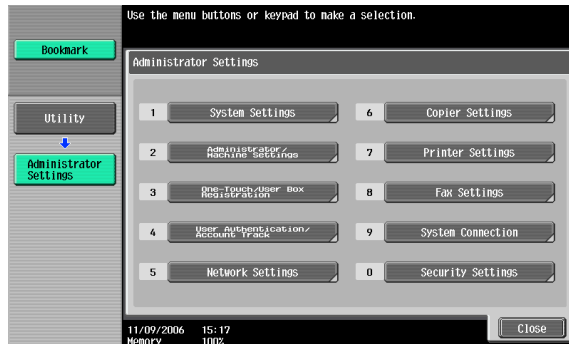 Use the menu buttons or keypad to make a selection.
Bookmark
Utility
Administrator
Settings
Administrator Settings
1 System Settings
2 Administrator/
Machine Settings
3 One-Touch/User Box
Registration
4 User Authentication/
Account Track
5 Network Settings
6 Copier Settings
7 Printer Settings
8 Fax Settings
9 System Connection
0 Security Settings
11/09/2006 15:17
Memory 100%
Close